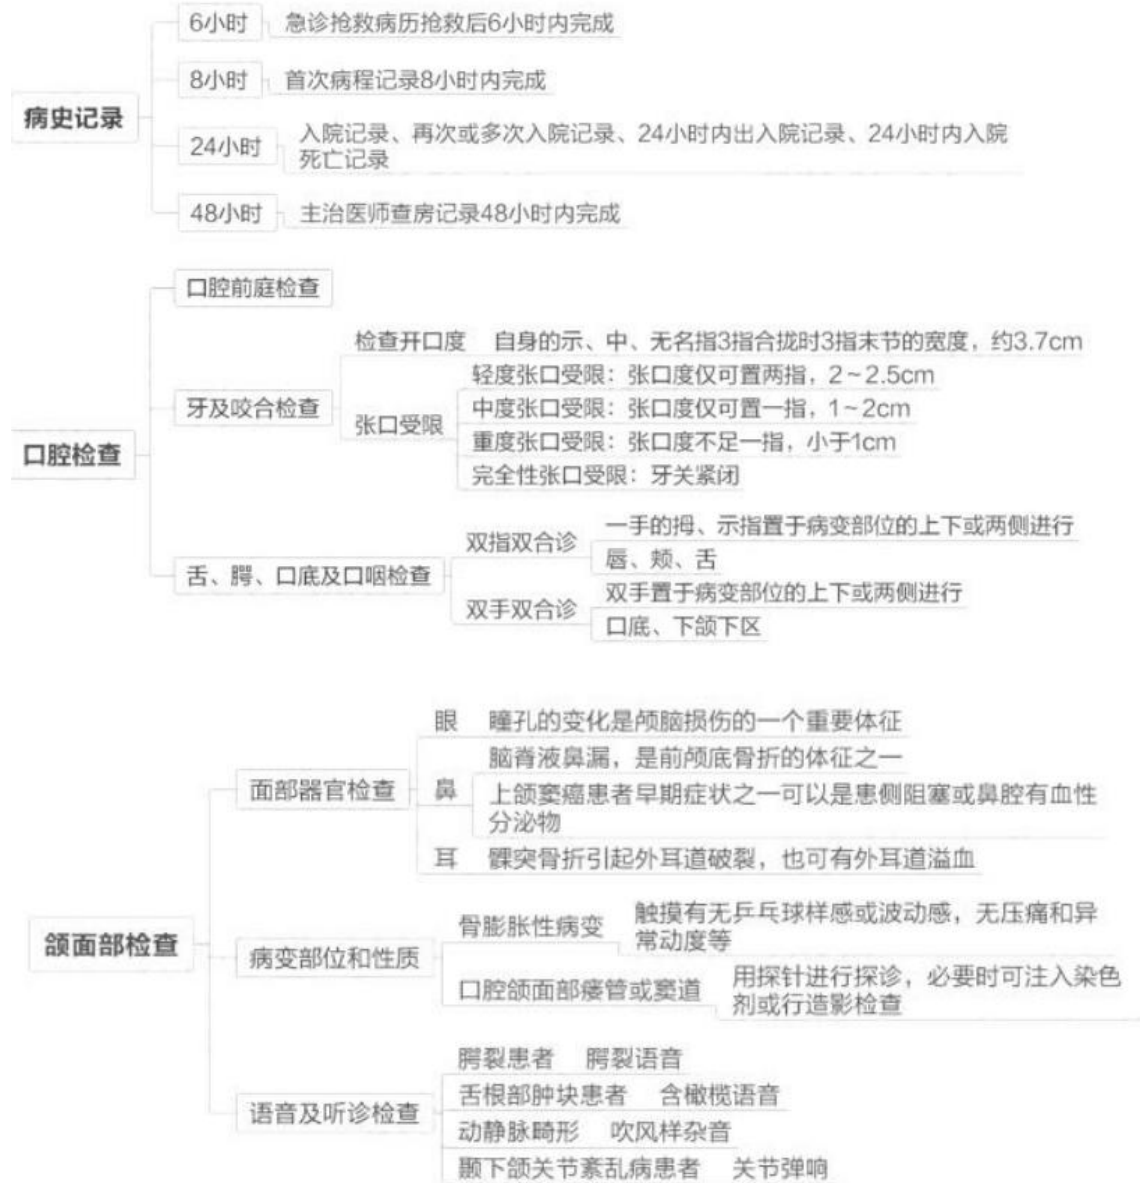 病史记录
6小时 急诊抢救病历抢救后6小时内完成
8小时 首次病程记录8小时内完成
24小时 入院记录、再次或多次入院记录、24小时内出入院记录、24小时内入院
死亡记录
48小时 主治医师查房记录48小时内完成
口腔检查
口腔前庭检查
牙及咬合检查
检查开口度 自身的示、中、无名指3指合拢时3指末节的宽度，约3.7cm
张口受限
轻度张口受限：张口度仅可置两指，2~2.5cm
中度张口受限：张口度仅可置一指，1~2cm
重度张口受限：张口度不足一指，小于1cm
完全性张口受限：牙关紧闭
舌、腭、口底及口咽检查
双指双合诊
一手的拇、示指置于病变部位的上下或两侧进行
唇、颊、舌
双手双合诊
双手置于病变部位的上下或两侧进行
口底、下颌下区
颌面部检查
面部器官检查
眼 瞳孔的变化是颅脑损伤的一个重要体征
鼻
脑脊液鼻漏，是前颅底骨折的体征之一
上颌窦癌患者早期症状之一可以是患侧阻塞或鼻腔有血性
分泌物
耳 髁突骨折引起外耳道破裂，也可有外耳道溢血
病变部位和性质
骨膨胀性病变
触摸有无乒乓球样感或波动感，无压痛和异
常动度等
口腔颌面部瘘管或窦道
用探针进行探诊，必要时可注入染色
剂或行造影检查
语音及听诊检查
腭裂患者 腭裂语音
舌根部肿块患者 含橄榄语音
动静脉畸形 吹风样杂音
颞下颌关节紊乱病患者 关节弹响